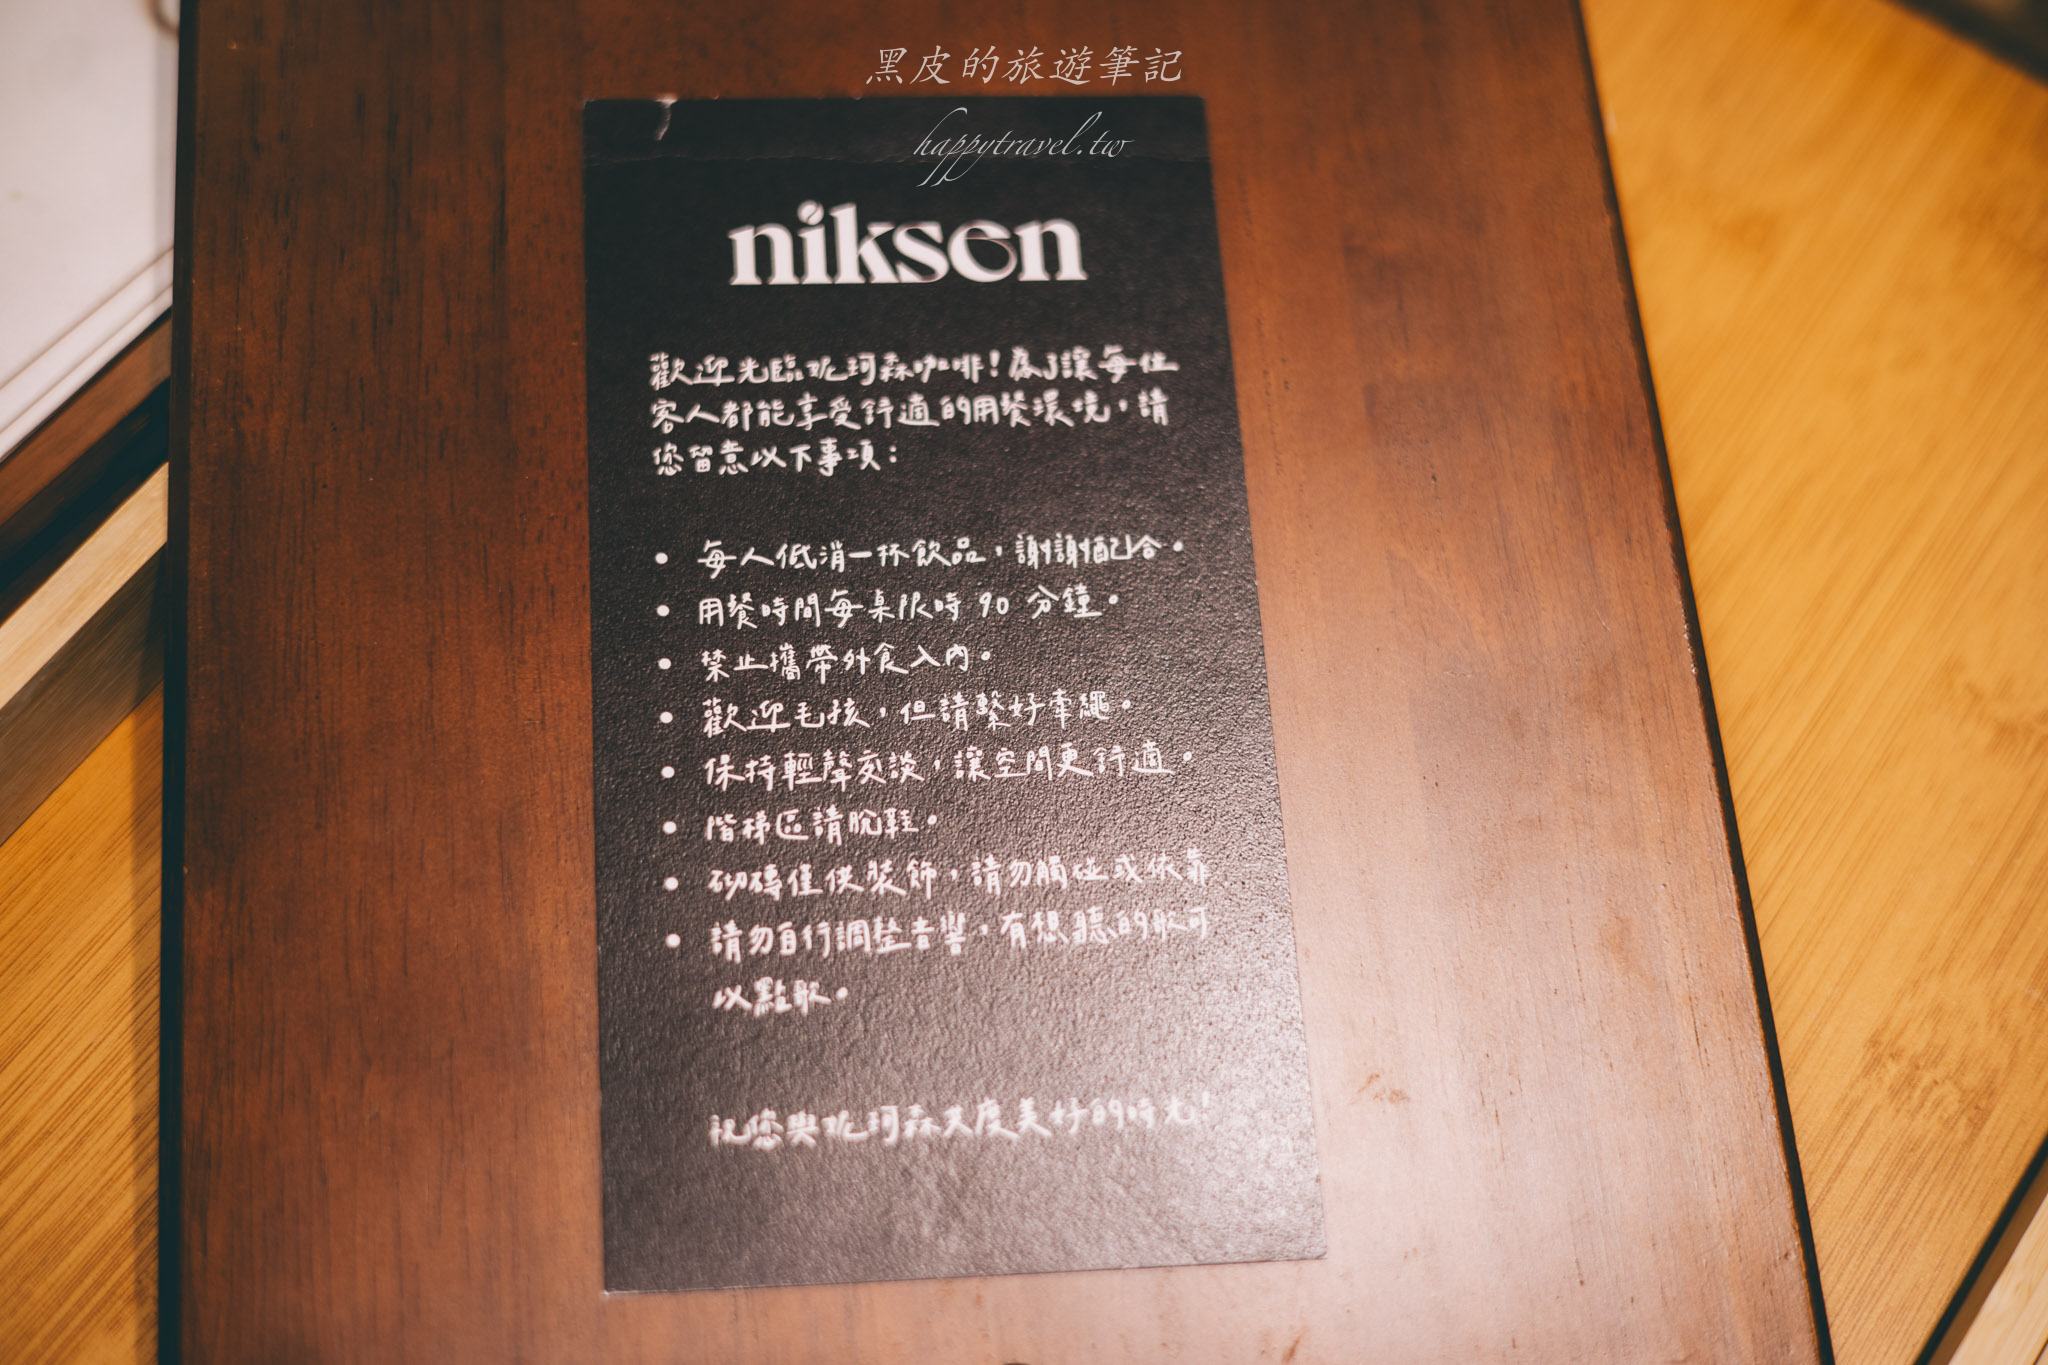 黑皮的旅遊筆記
happytravel.tw
niksen
歡迎光臨妮珂森咖啡！為了讓每位
客人都能享受舒適的用餐環境，請
您留意以下事項：
• 每人低消一杯飲品，謝謝配合。
• 用餐時間每桌限時 90 分鐘。
• 禁止攜帶外食入內。
• 歡迎毛孩，但請繫好牽繩。
• 保持輕聲交談，讓空間更舒適。
• 階梯區請脫鞋。
• 砌磚僅供裝飾，請勿觸碰或依靠
• 請勿自行調整音響，有想聽的歌可
以點歌。
祝您與妮珂森共度美好的時光！